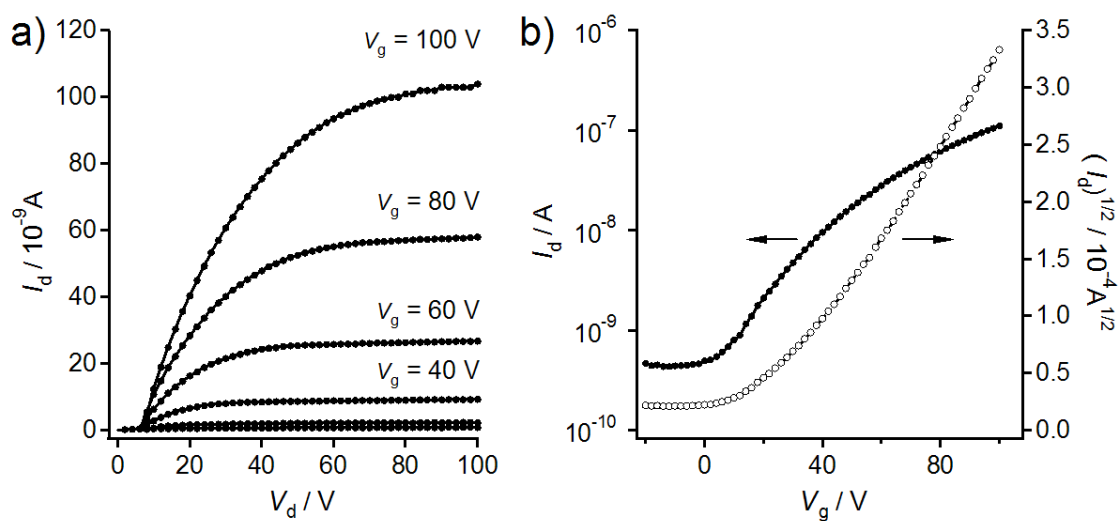 a)
120
100
80
60
40
20
0
I_d / 10^-9 A
V_g = 100 V
V_g = 80 V
V_g = 60 V
V_g = 40 V
0 20 40 60 80 100
V_d / V
b)
10^-6
10^-7
10^-8
10^-9
10^-10
I_d / A
3.5
3.0
2.5
2.0
1.5
1.0
0.5
0.0
(I_d)^1/2 / 10^-4 A^1/2
0 40 80
V_g / V